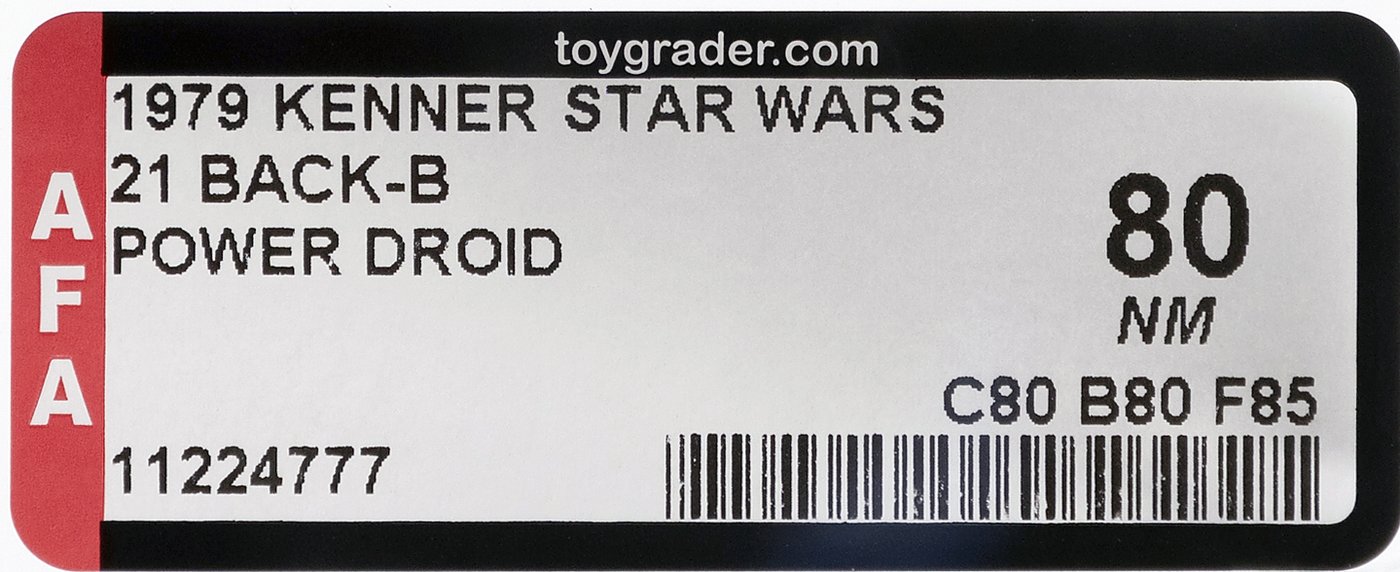 toygrader.com
AFA
1979 KENNER STAR WARS
21 BACK-B
POWER DROID
80
NM
C80 B80 F85
11224777